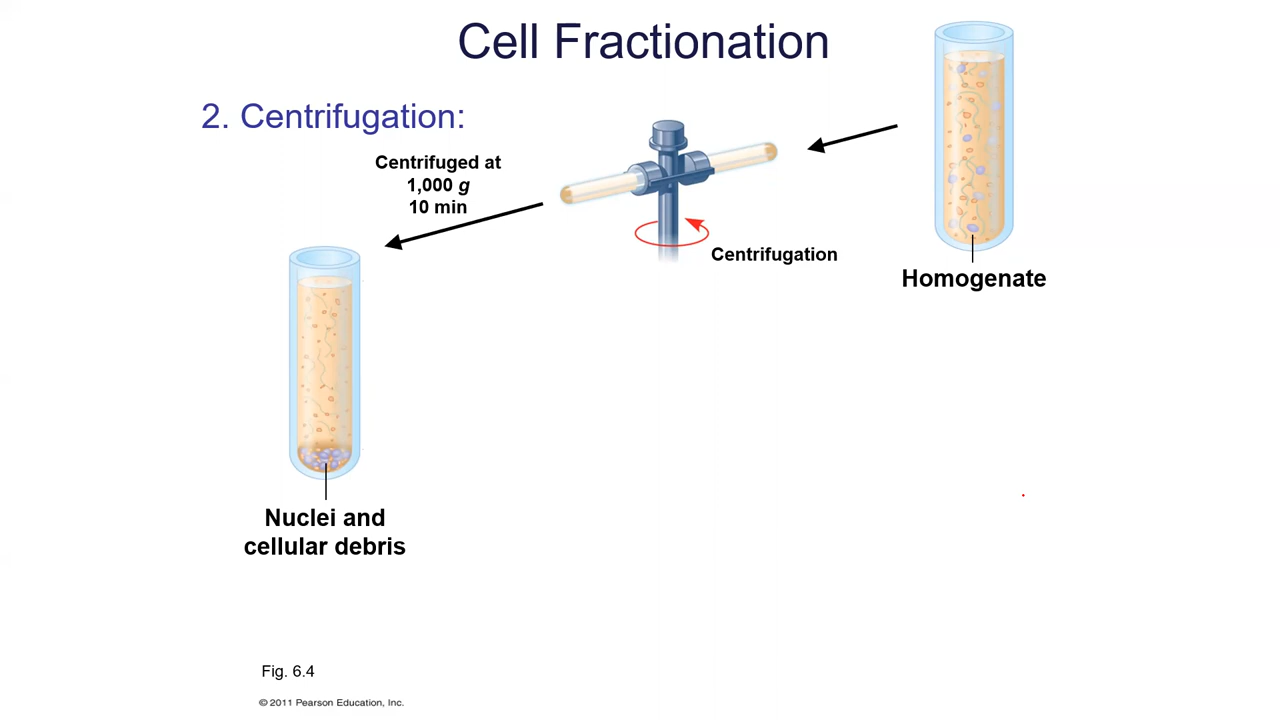 Cell Fractionation
2. Centrifugation:
Centrifuged at
1,000 g
10 min
Centrifugation
Homogenate
Nuclei and
cellular debris
Fig. 6.4
© 2011 Pearson Education, Inc.